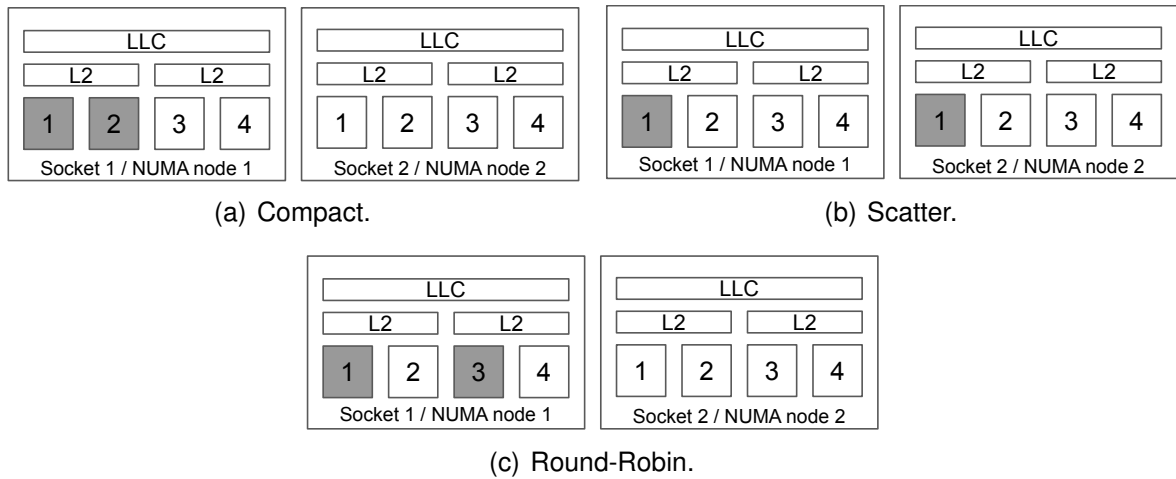 LLC LLC LLC LLC
L2 L2 L2 L2 L2 L2 L2 L2
1 2 3 4 1 2 3 4 1 2 3 4 1 2 3 4
Socket 1 / NUMA node 1 Socket 2 / NUMA node 2 Socket 1 / NUMA node 1 Socket 2 / NUMA node 2
(a) Compact. (b) Scatter.
LLC LLC
L2 L2 L2 L2
1 2 3 4 1 2 3 4
Socket 1 / NUMA node 1 Socket 2 / NUMA node 2
(c) Round-Robin.